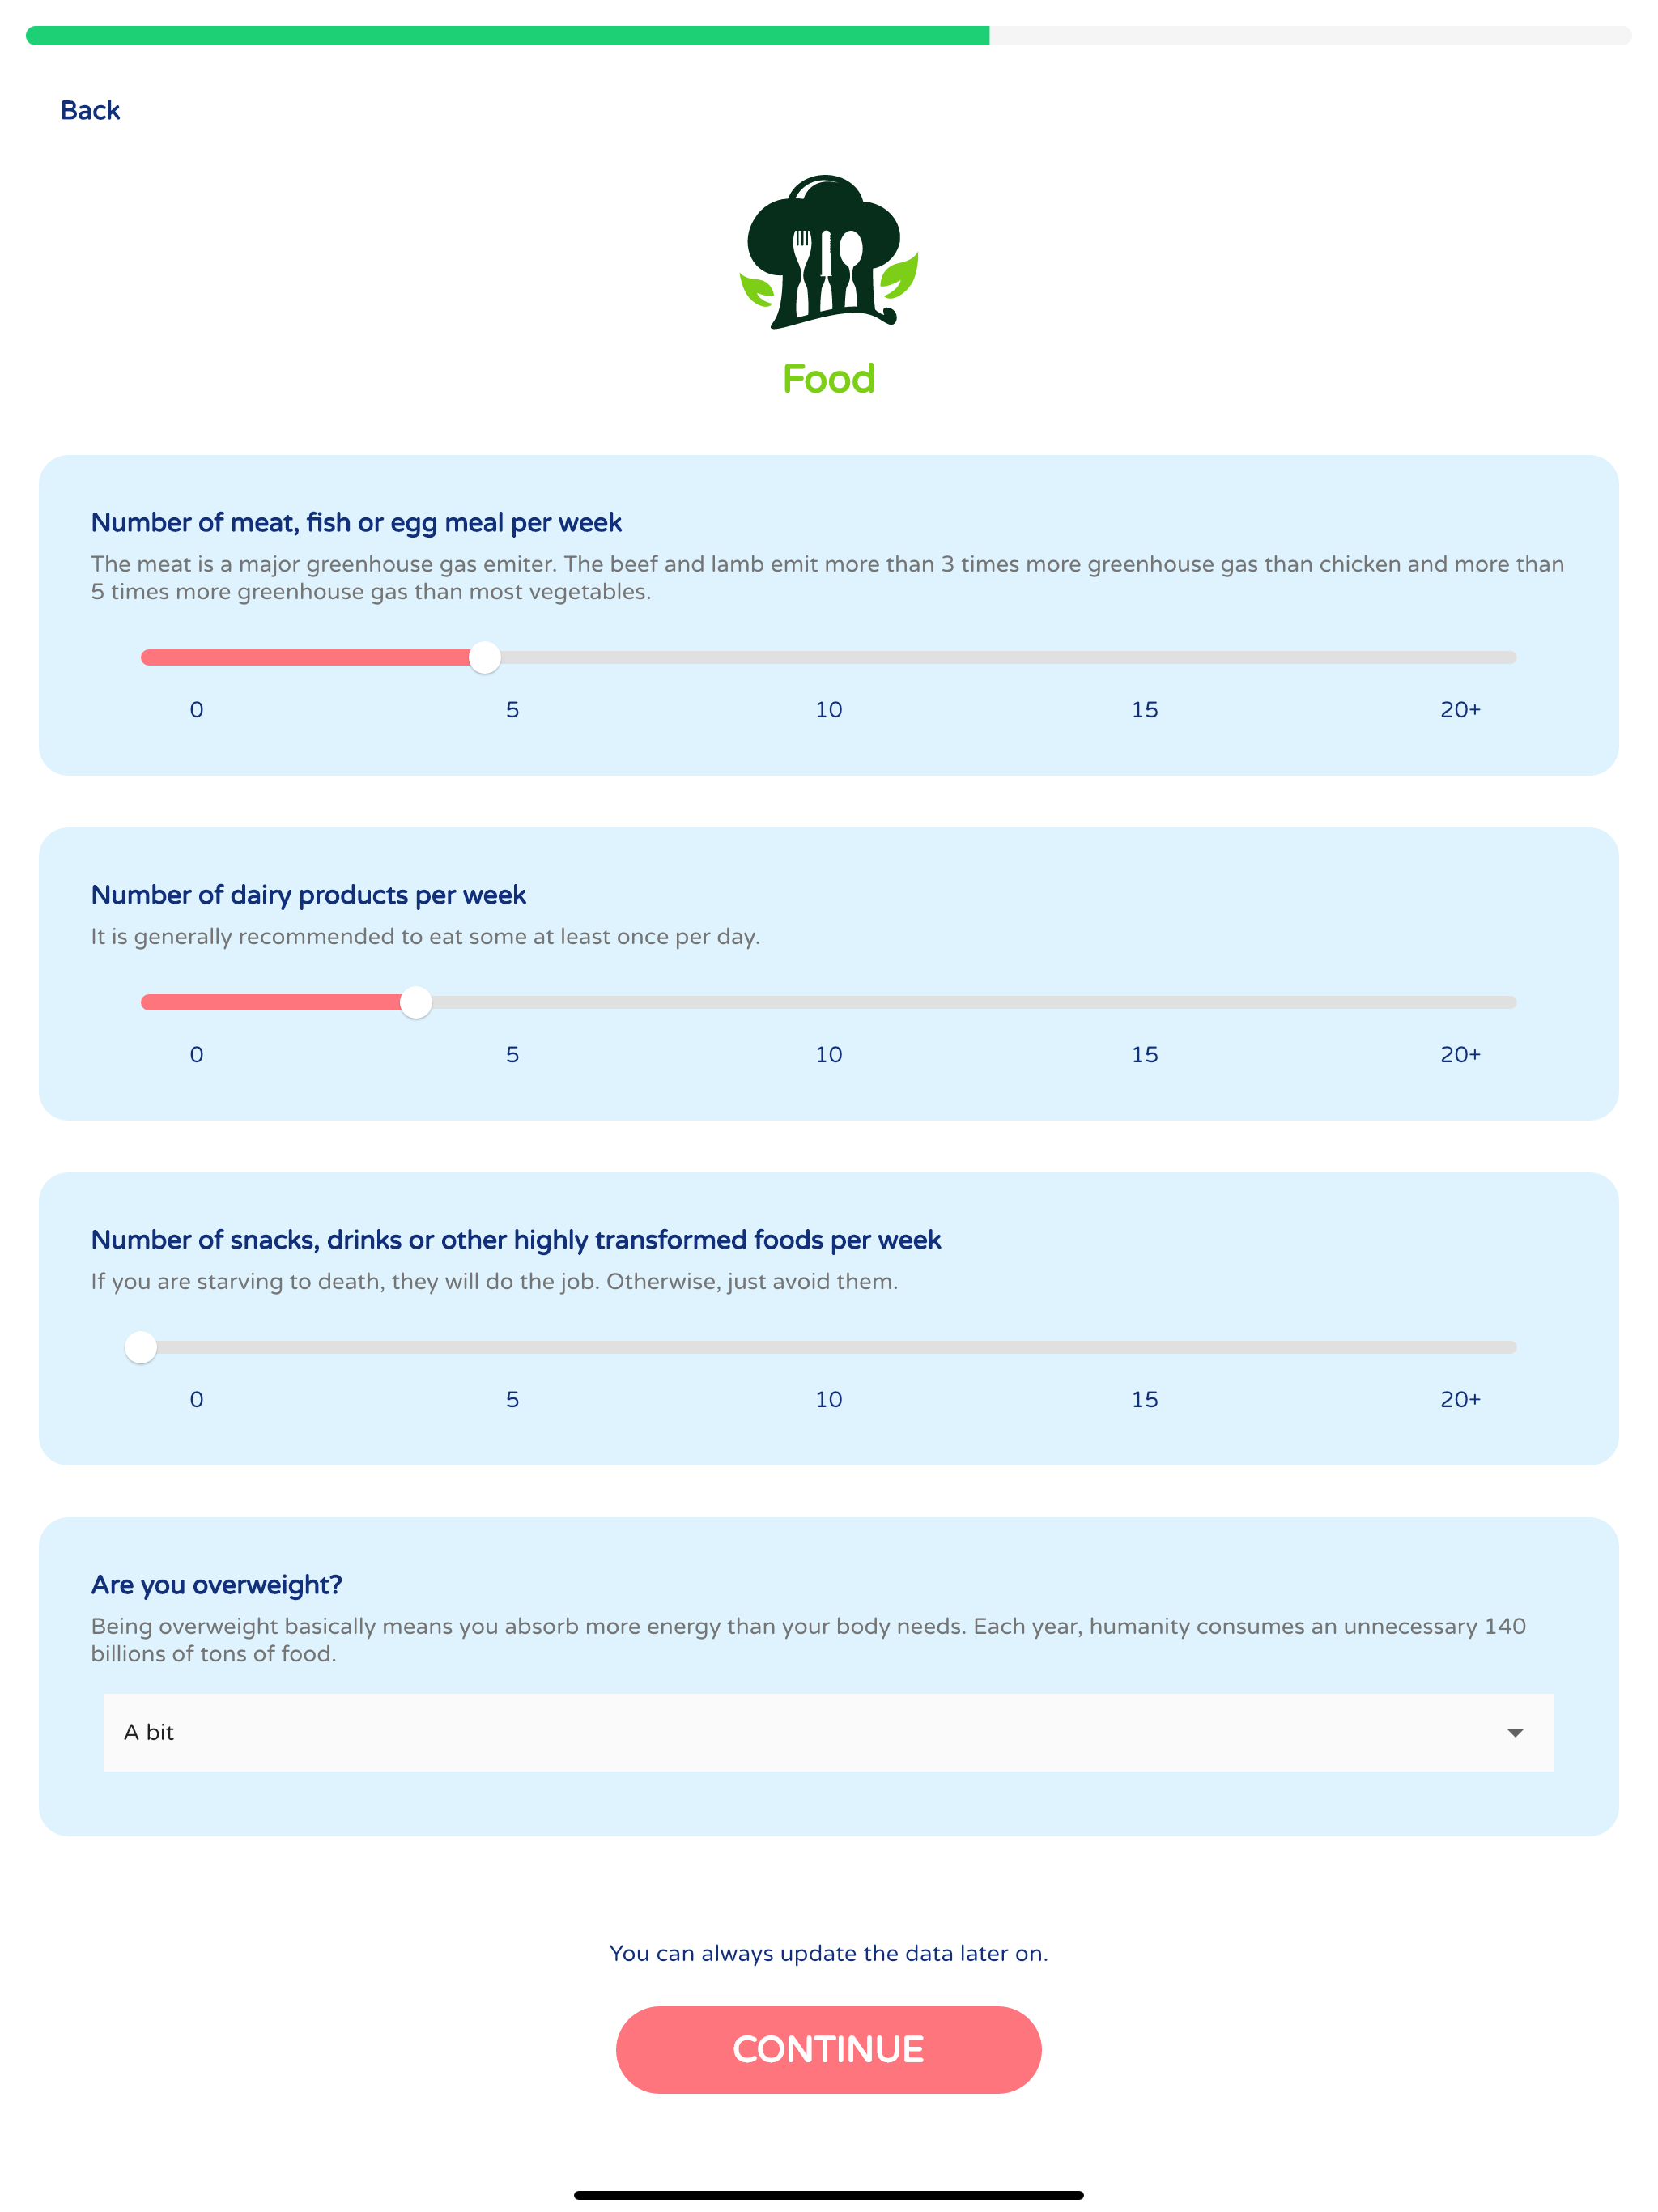 Back
Food
Number of meat, fish or egg meal per week
The meat is a major greenhouse gas emiter. The beef and lamb emit more than 3 times more greenhouse gas than chicken and more than
5 times more greenhouse gas than most vegetables.
0 5 10 15 20+
Number of dairy products per week
It is generally recommended to eat some at least once per day.
0 5 10 15 20+
Number of snacks, drinks or other highly transformed foods per week
If you are starving to death, they will do the job. Otherwise, just avoid them.
0 5 10 15 20+
Are you overweight?
Being overweight basically means you absorb more energy than your body needs. Each year, humanity consumes an unnecessary 140
billions of tons of food.
A bit
You can always update the data later on.
CONTINUE